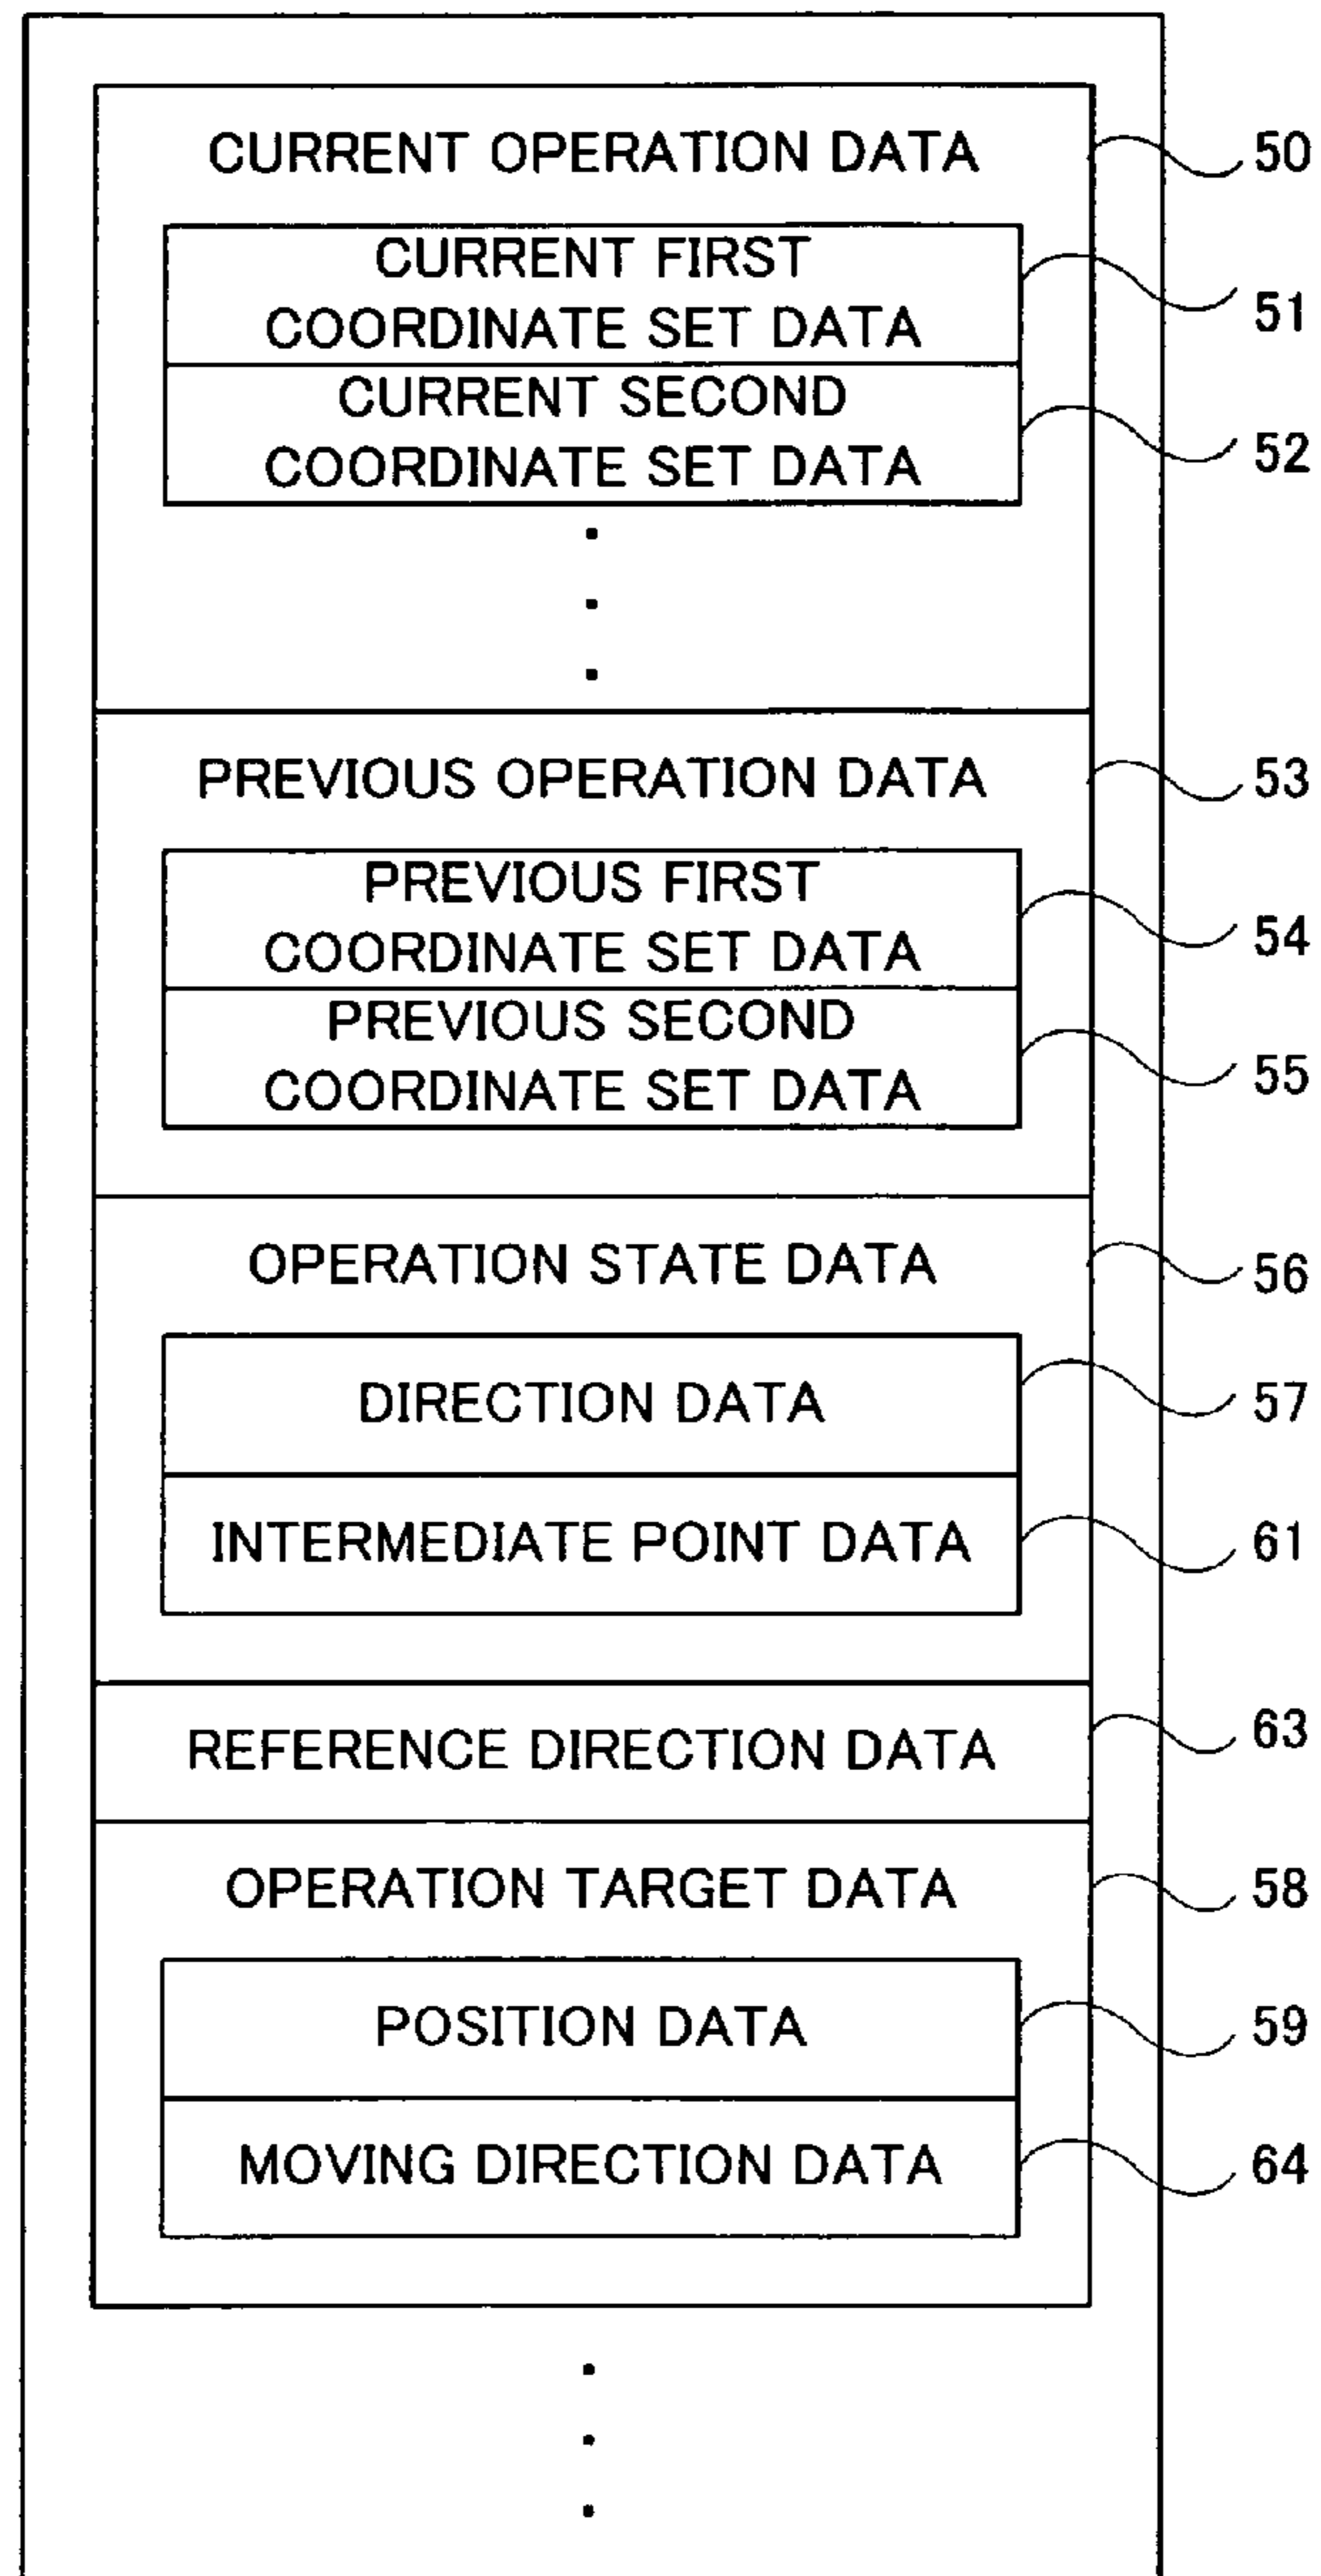 CURRENT OPERATION DATA 50
CURRENT FIRST
COORDINATE SET DATA 51
CURRENT SECOND
COORDINATE SET DATA 52
PREVIOUS OPERATION DATA 53
PREVIOUS FIRST
COORDINATE SET DATA 54
PREVIOUS SECOND
COORDINATE SET DATA 55
OPERATION STATE DATA 56
DIRECTION DATA 57
INTERMEDIATE POINT DATA 61
REFERENCE DIRECTION DATA 63
OPERATION TARGET DATA 58
POSITION DATA 59
MOVING DIRECTION DATA 64